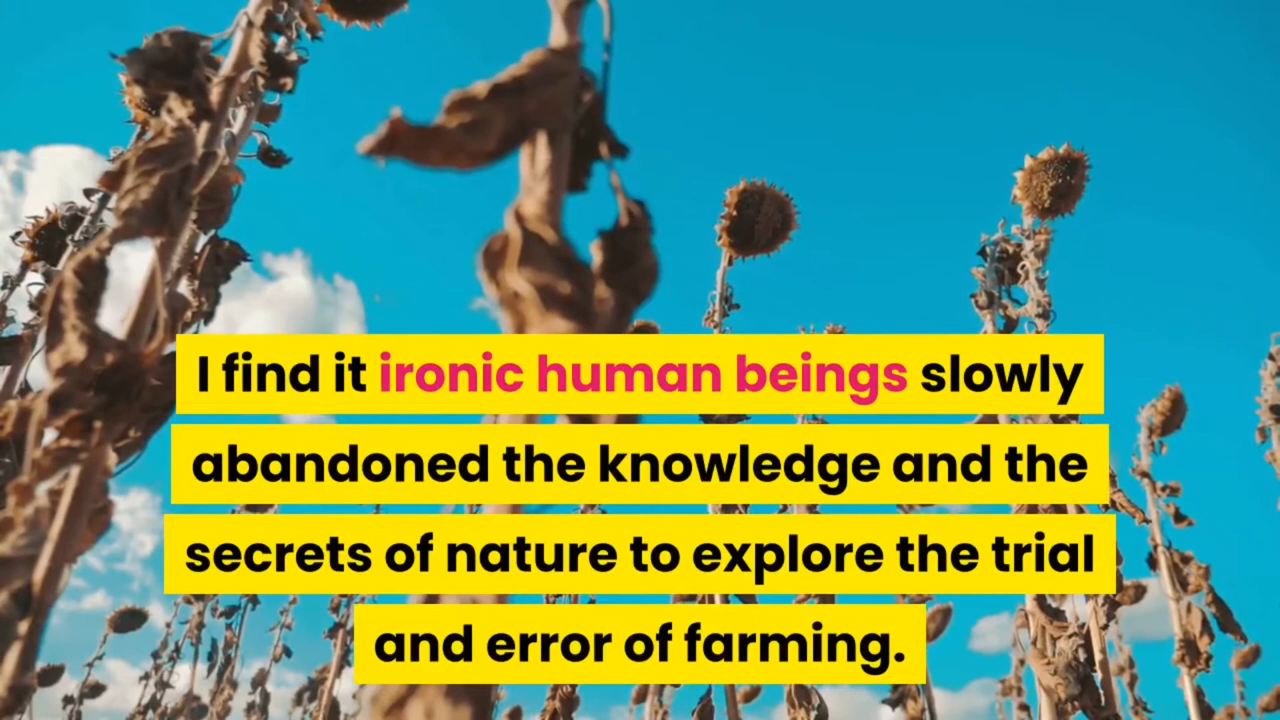 I find it ironic human beings slowly
abandoned the knowledge and the
secrets of nature to explore the trial
and error of farming.